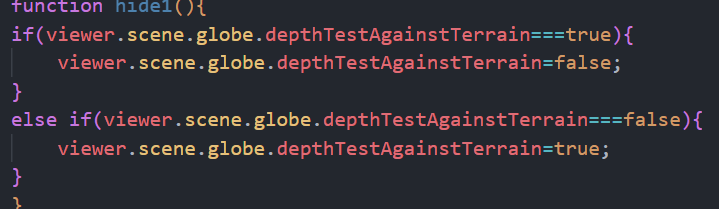 function hide1(){
if(viewer.scene.globe.depthTestAgainstTerrain===true){
viewer.scene.globe.depthTestAgainstTerrain=false;
}
else if(viewer.scene.globe.depthTestAgainstTerrain===false){
viewer.scene.globe.depthTestAgainstTerrain=true;
}
}